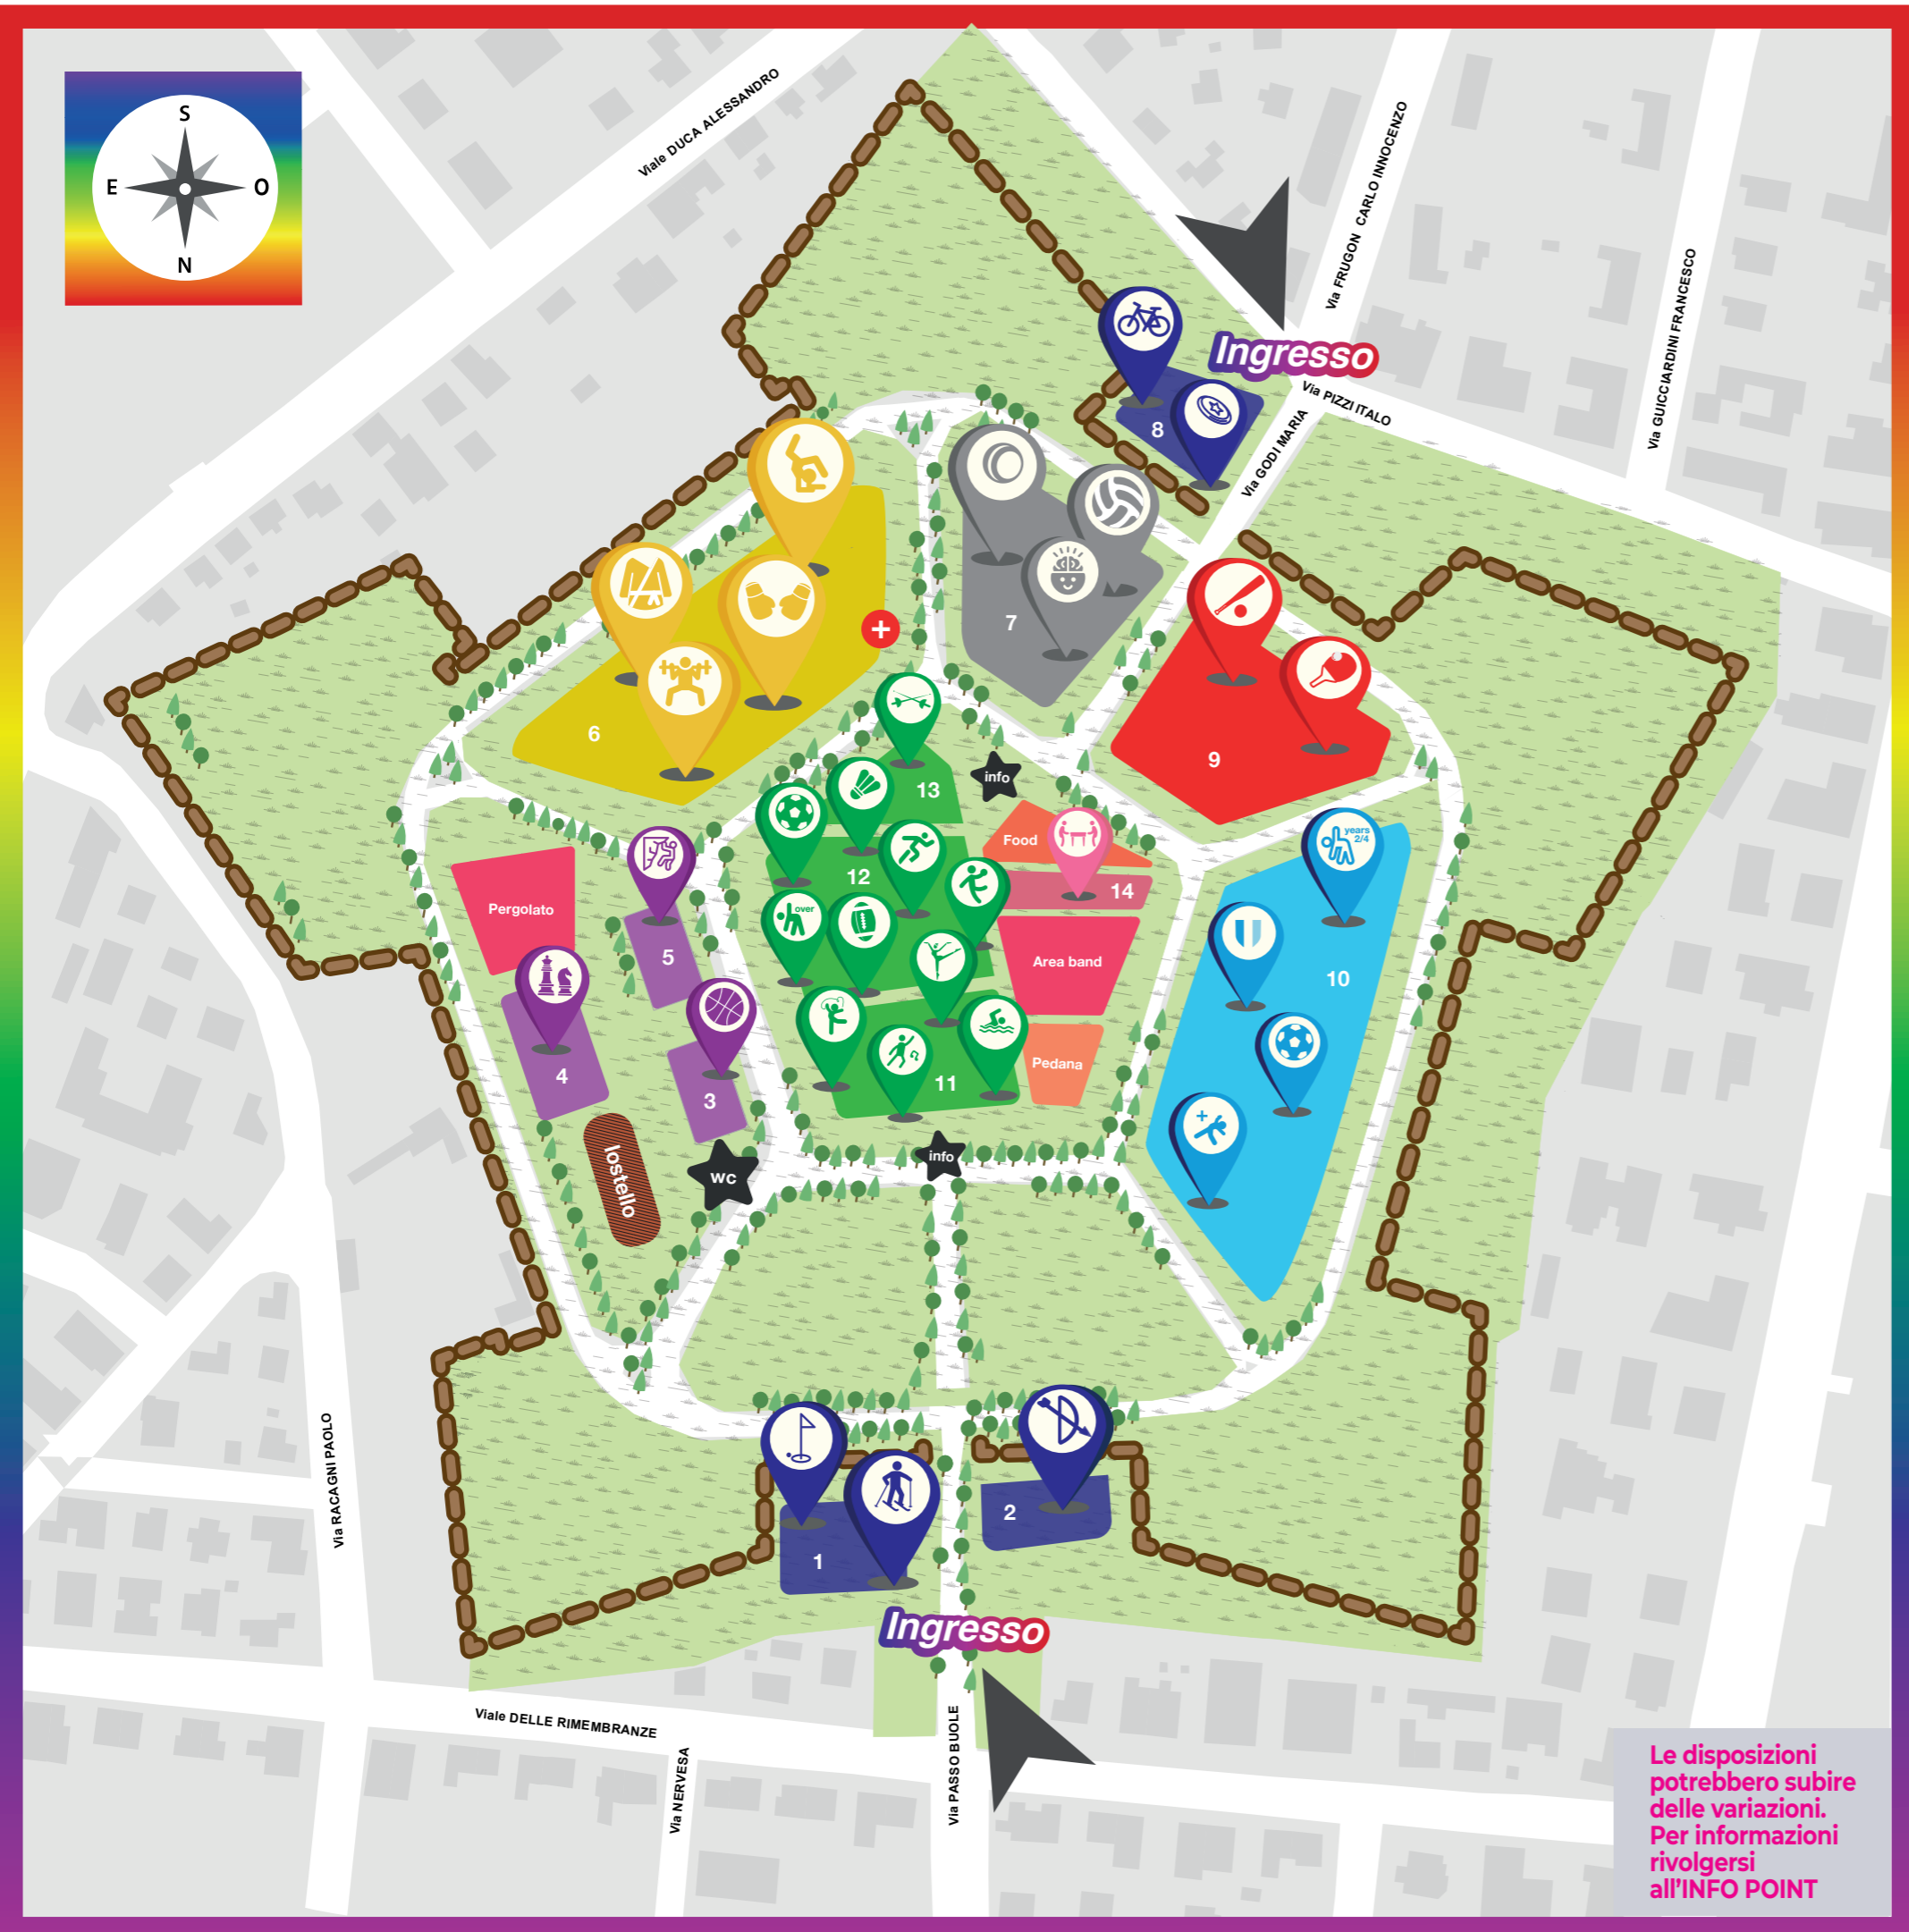 S
E
O
N
Viale DUCA ALESSANDRO
Via FRUGON CARLO INNOCENZO
Via GUICCIARDINI FRANCESCO
Ingresso
Via PIZZI ITALO
Via GODI MARIA
8
7
6
9
info
13
Food
years
2/4
12
14
Pergolato
over
5
Area band
10
4
3
11
Pedana
lostello
wc
info
Via RACAGNI PAOLO
2
1
Ingresso
Viale DELLE RIMEMBRANZE
Via NERVESA
Via PASSO BUOLE
Le disposizioni
potrebbero subire
delle variazioni.
Per informazioni
rivolgersi
all'INFO POINT